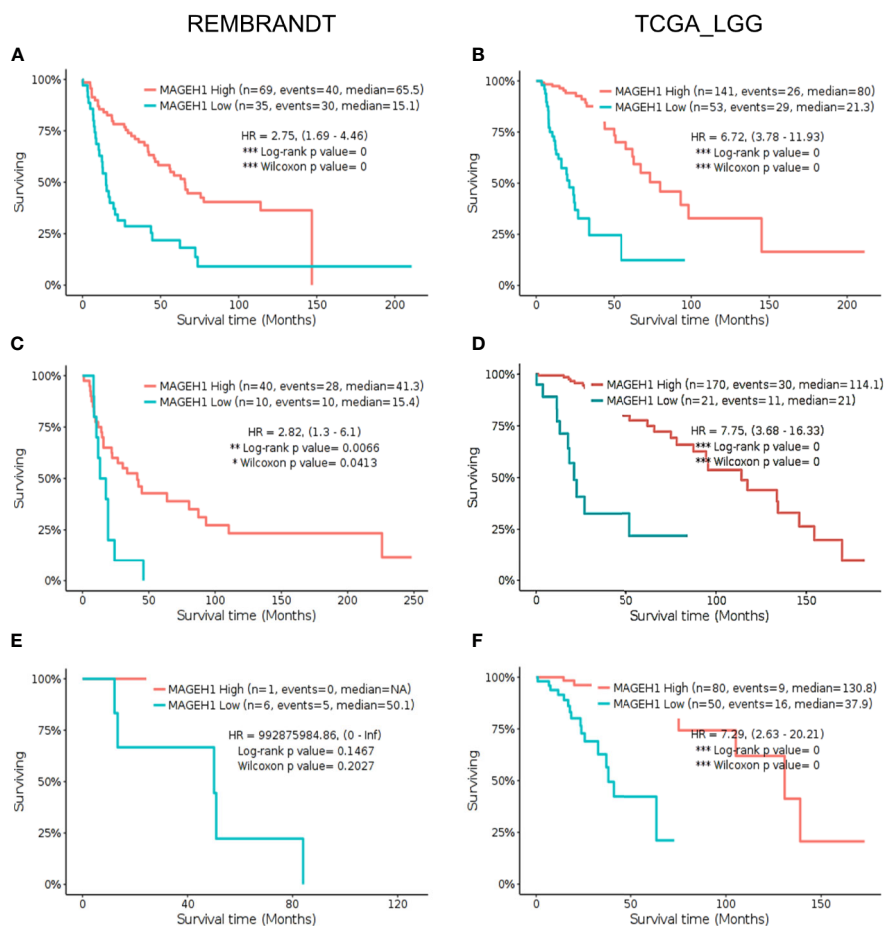 REMBRANDT
TCGA_LGG
A
100%
75%
50%
25%
0%
Surviving
MAGEH1 High (n=69, events=40, median=65.5)
MAGEH1 Low (n=35, events=30, median=15.1)
HR = 2.75, (1.69 - 4.46)
*** Log-rank p value= 0
*** Wilcoxon p value= 0
0 50 100 150 200
Survival time (Months)
B
100%
75%
50%
25%
0%
Surviving
MAGEH1 High (n=141, events=26, median=80)
MAGEH1 Low (n=53, events=29, median=21.3)
HR = 6.72, (3.78 - 11.93)
*** Log-rank p value= 0
*** Wilcoxon p value= 0
0 50 100 150 200
Survival time (Months)
C
100%
75%
50%
25%
0%
Surviving
MAGEH1 High (n=40, events=28, median=41.3)
MAGEH1 Low (n=10, events=10, median=15.4)
HR = 2.82, (1.3 - 6.1)
** Log-rank p value= 0.0066
* Wilcoxon p value= 0.0413
0 50 100 150 200 250
Survival time (Months)
D
100%
75%
50%
25%
0%
Surviving
MAGEH1 High (n=170, events=30, median=114.1)
MAGEH1 Low (n=21, events=11, median=21)
HR = 7.75, (3.68 - 16.33)
*** Log-rank p value= 0
*** Wilcoxon p value= 0
0 50 100 150
Survival time (Months)
E
100%
75%
50%
25%
0%
Surviving
MAGEH1 High (n=1, events=0, median=NA)
MAGEH1 Low (n=6, events=5, median=50.1)
HR = 992875984.86, (0 - Inf)
Log-rank p value= 0.1467
Wilcoxon p value= 0.2027
0 40 80 120
Survival time (Months)
F
100%
75%
50%
25%
0%
Surviving
MAGEH1 High (n=80, events=9, median=130.8)
MAGEH1 Low (n=50, events=16, median=37.9)
HR = 7.29, (2.63 - 20.21)
*** Log-rank p value= 0
*** Wilcoxon p value= 0
0 50 100 150
Survival time (Months)